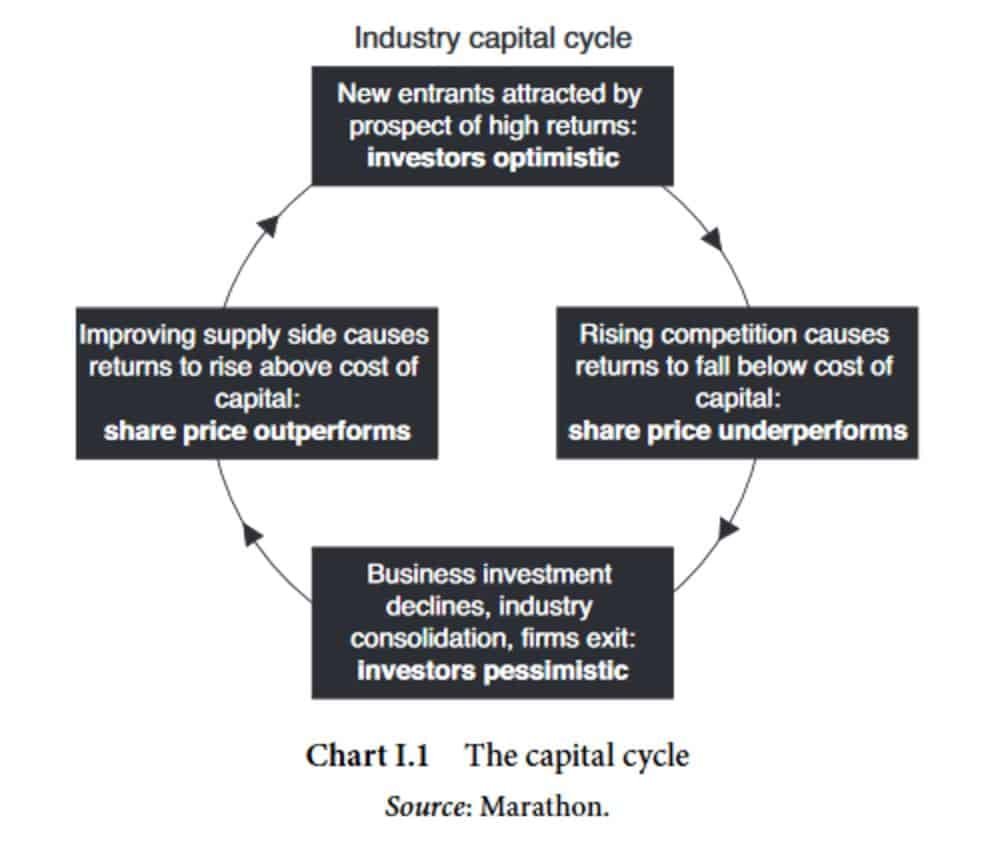 Industry capital cycle
New entrants attracted by
prospect of high returns:
investors optimistic
Improving supply side causes
returns to rise above cost of
capital:
share price outperforms
Rising competition causes
returns to fall below cost of
capital:
share price underperforms
Business investment
declines, industry
consolidation, firms exit:
investors pessimistic
Chart I.1 The capital cycle
Source: Marathon.